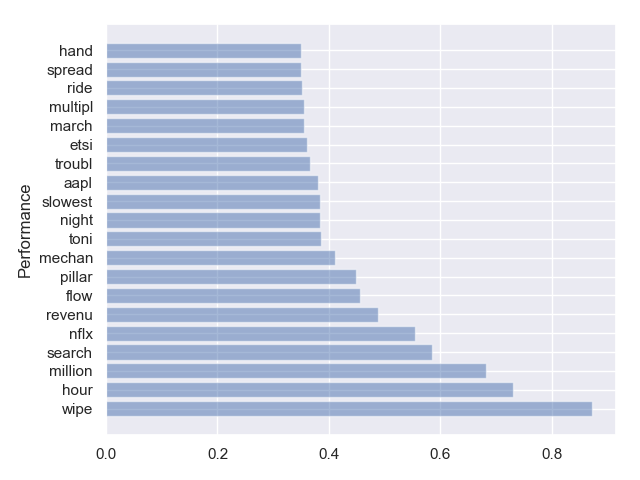 hand
spread
ride
multipl
march
etsi
troubl
aapl
slowest
night
toni
mechan
pillar
flow
revenu
nflx
search
million
hour
wipe
Performance
0.0 0.2 0.4 0.6 0.8